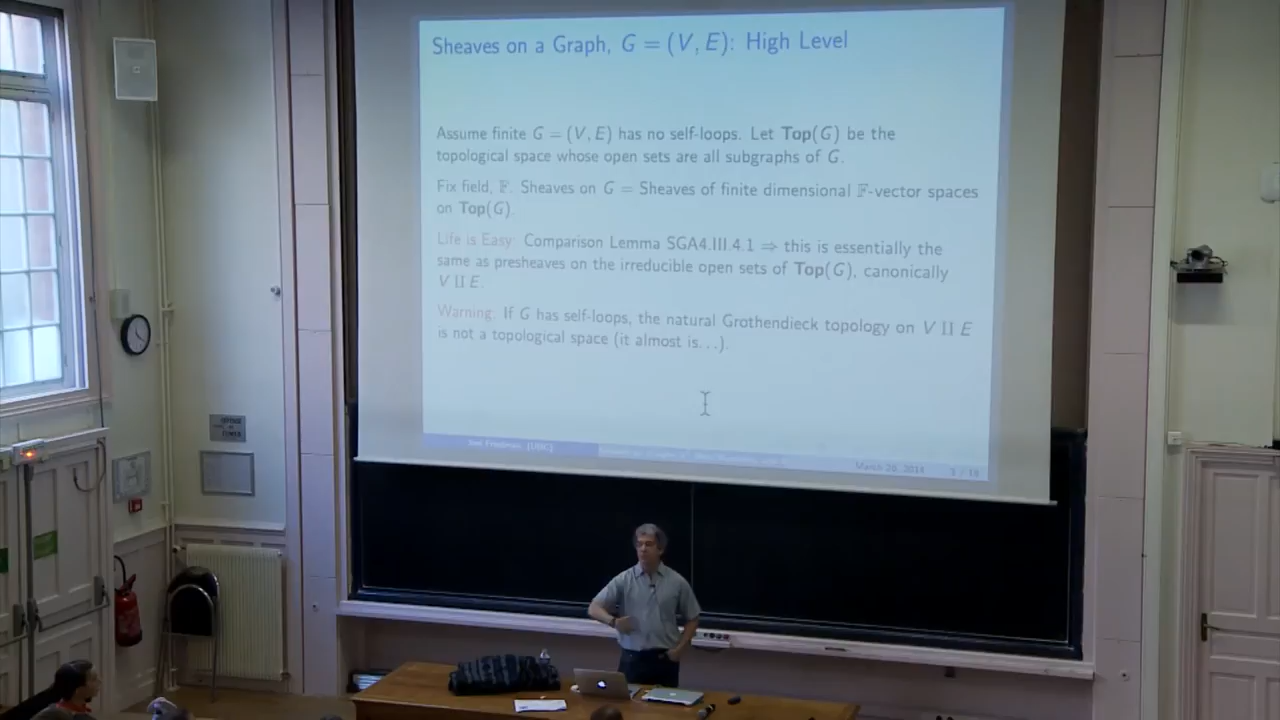 Sheaves on a Graph, G = (V, E): High Level
Assume finite G = (V, E) has no self-loops. Let Top(G) be the
topological space whose open sets are all subgraphs of G.
Fix field, 𝔽. Sheaves on G = Sheaves of finite dimensional 𝔽-vector spaces
on Top(G).
Life is Easy: Comparison Lemma SGA4.III.4.1 ⇒ this is essentially the
same as presheaves on the irreducible open sets of Top(G), canonically
V ⨿ E.
Warning: If G has self-loops, the natural Grothendieck topology on V ⨿ E
is not a topological space (it almost is...).
Joel Friedman (UBC)
March 26, 2014